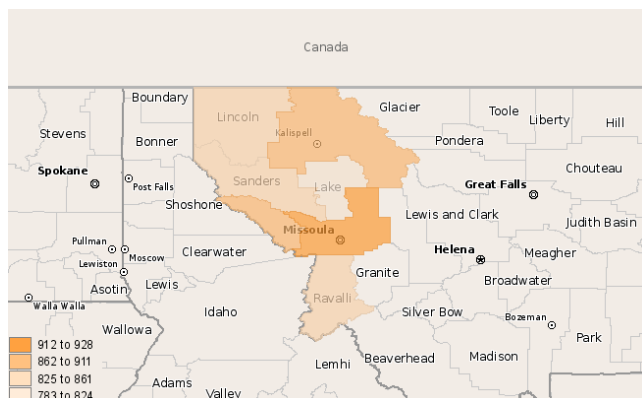 Canada
Boundary
Lincoln
Glacier
Toole
Liberty
Hill
Stevens
Bonner
Kalispell
Pondera
Chouteau
Spokane
Post Falls
Sanders
Lake
Great Falls
Shoshone
Lewis and Clark
Judith Basin
Missoula
Pullman
Moscow
Clearwater
Helena
Meagher
Lewiston
Granite
Asotin
Lewis
Broadwater
Walla Walla
Ravalli
Idaho
Silver Bow
Bozeman
Wallowa
Park
912 to 928
862 to 911
Lemhi
Beaverhead
Madison
825 to 861
Adams
783 to 824
Valley